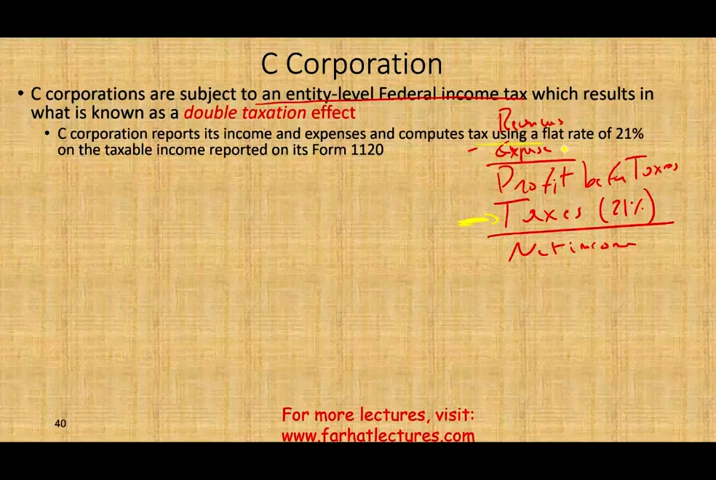 C Corporation
• C corporations are subject to an entity-level Federal income tax which results in
what is known as a double taxation effect
• C corporation reports its income and expenses and computes tax using a flat rate of 21%
on the taxable income reported on its Form 1120
Revenues
- Expense
Profit before Taxes
Taxes (21%)
Net income
For more lectures, visit:
www.farhatlectures.com
40